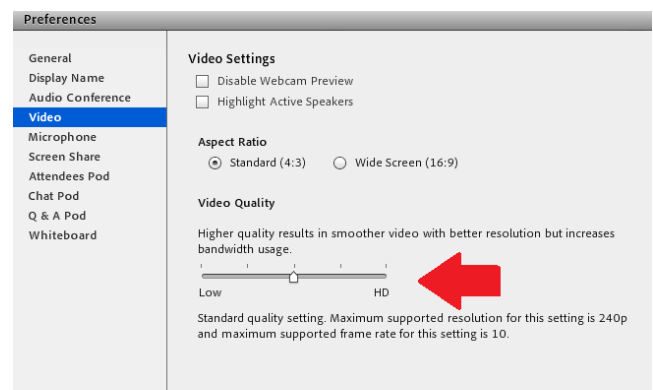 Preferences
General
Display Name
Audio Conference
Video
Microphone
Screen Share
Attendees Pod
Chat Pod
Q & A Pod
Whiteboard
Video Settings
Disable Webcam Preview
Highlight Active Speakers
Aspect Ratio
Standard (4:3) Wide Screen (16:9)
Video Quality
Higher quality results in smoother video with better resolution but increases
bandwidth usage.
Low HD
Standard quality setting. Maximum supported resolution for this setting is 240p
and maximum supported frame rate for this setting is 10.